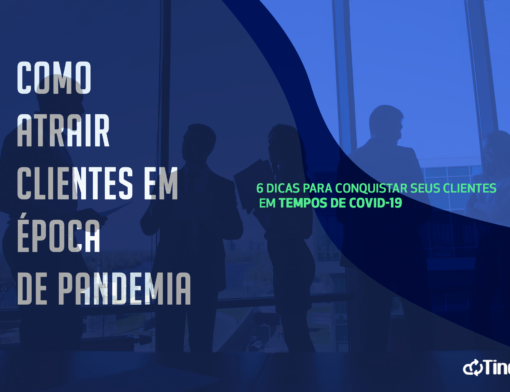 COMO
ATRAIR
CLIENTES EM
ÉPOCA
DE PANDEMIA
6 DICAS PARA CONQUISTAR SEUS CLIENTES
EM TEMPOS DE COVID-19